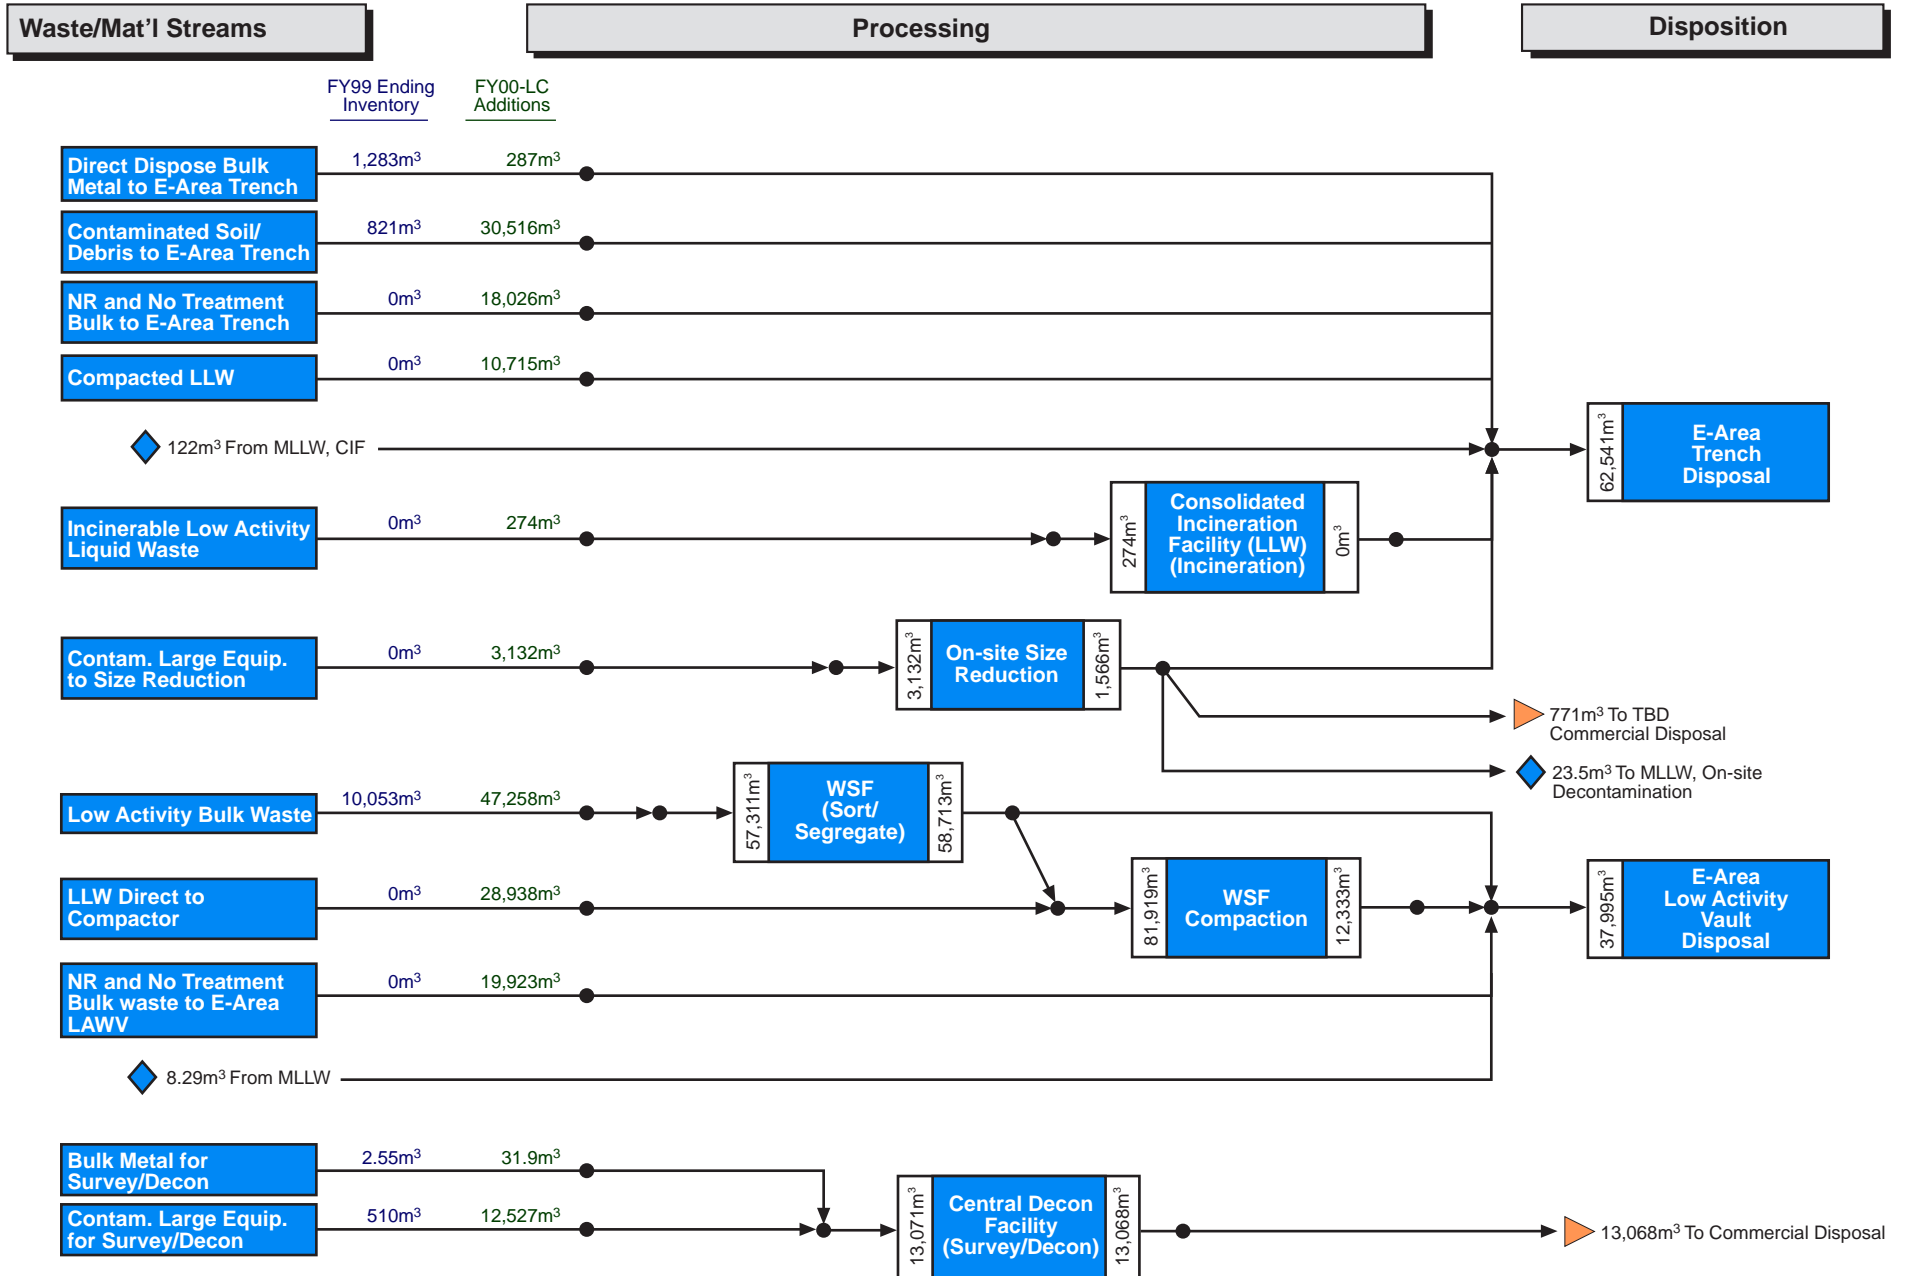 Waste/Mat'l Streams
Processing
Disposition
FY99 Ending
Inventory
FY00-LC
Additions
Direct Dispose Bulk
Metal to E-Area Trench
1,283m³
287m³
Contaminated Soil/
Debris to E-Area Trench
821m³
30,516m³
NR and No Treatment
Bulk to E-Area Trench
0m³
18,026m³
Compacted LLW
0m³
10,715m³
122m³ From MLLW, CIF
62,541m³
E-Area
Trench
Disposal
Incinerable Low Activity
Liquid Waste
0m³
274m³
274m³
Consolidated
Incineration
Facility (LLW)
(Incineration)
0m³
Contam. Large Equip.
to Size Reduction
0m³
3,132m³
3,132m³
On-site Size
Reduction
1,566m³
771m³ To TBD
Commercial Disposal
23.5m³ To MLLW, On-site
Decontamination
Low Activity Bulk Waste
10,053m³
47,258m³
57,311m³
WSF
(Sort/
Segregate)
58,713m³
LLW Direct to
Compactor
0m³
28,938m³
81,919m³
WSF
Compaction
12,333m³
37,995m³
E-Area
Low Activity
Vault
Disposal
NR and No Treatment
Bulk waste to E-Area
LAWV
0m³
19,923m³
8.29m³ From MLLW
Bulk Metal for
Survey/Decon
2.55m³
31.9m³
Contam. Large Equip.
for Survey/Decon
510m³
12,527m³
13,071m³
Central Decon
Facility
(Survey/Decon)
13,068m³
13,068m³ To Commercial Disposal